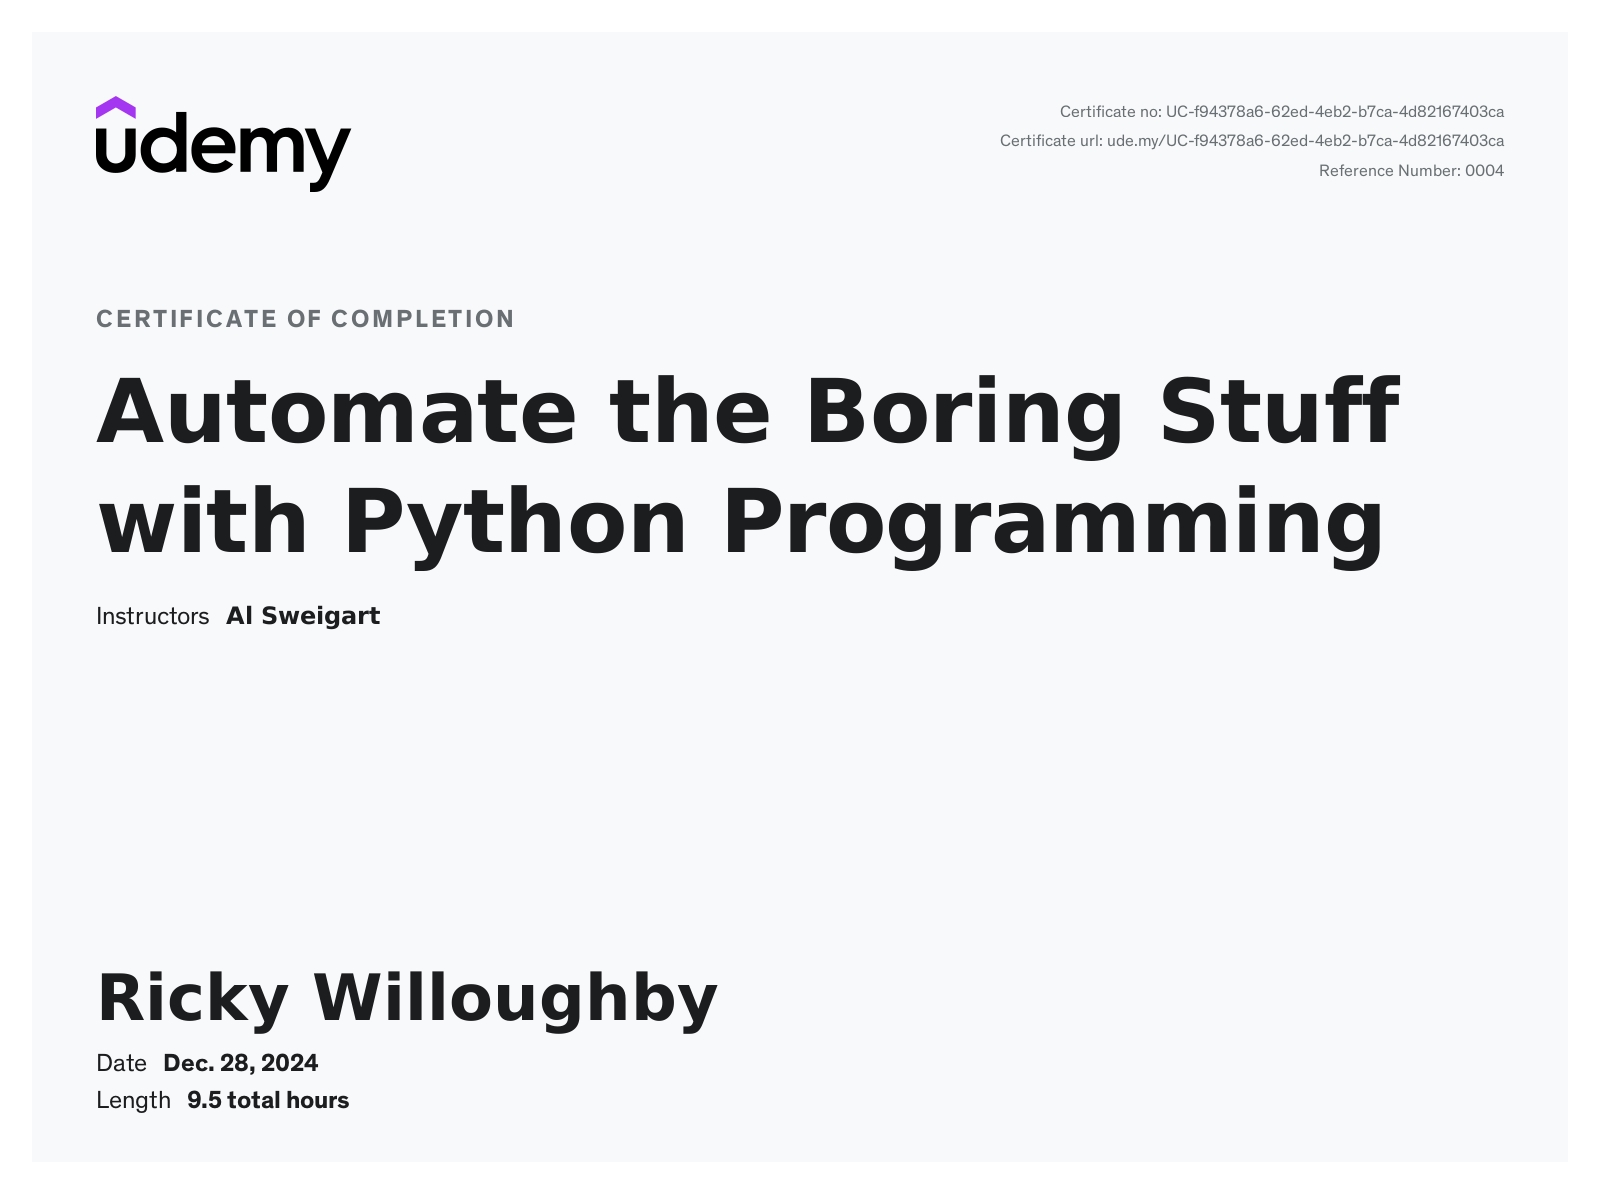 udemy
Certificate no: UC-f94378a6-62ed-4eb2-b7ca-4d82167403ca
Certificate url: ude.my/UC-f94378a6-62ed-4eb2-b7ca-4d82167403ca
Reference Number: 0004
CERTIFICATE OF COMPLETION
Automate the Boring Stuff
with Python Programming
Instructors Al Sweigart
Ricky Willoughby
Date Dec. 28, 2024
Length 9.5 total hours